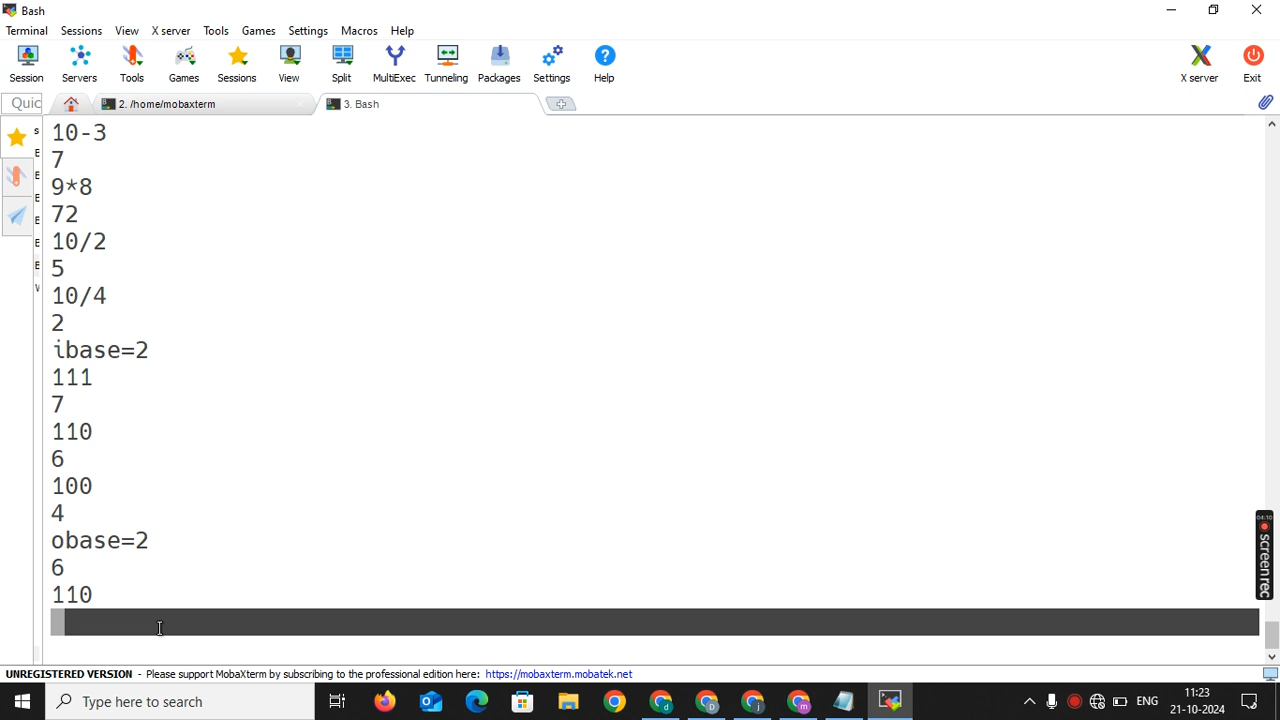 Bash
Terminal Sessions View X server Tools Games Settings Macros Help
Session Servers Tools Games Sessions View Split MultiExec Tunneling Packages Settings Help X server Exit
Quic 2. /home/mobaxterm 3. Bash
10-3
7
9*8
72
10/2
5
10/4
2
ibase=2
111
7
110
6
100
4
obase=2
6
110
04:10
screenrec
UNREGISTERED VERSION - Please support MobaXterm by subscribing to the professional edition here: https://mobaxterm.mobatek.net
Type here to search
ENG
11:23
21-10-2024